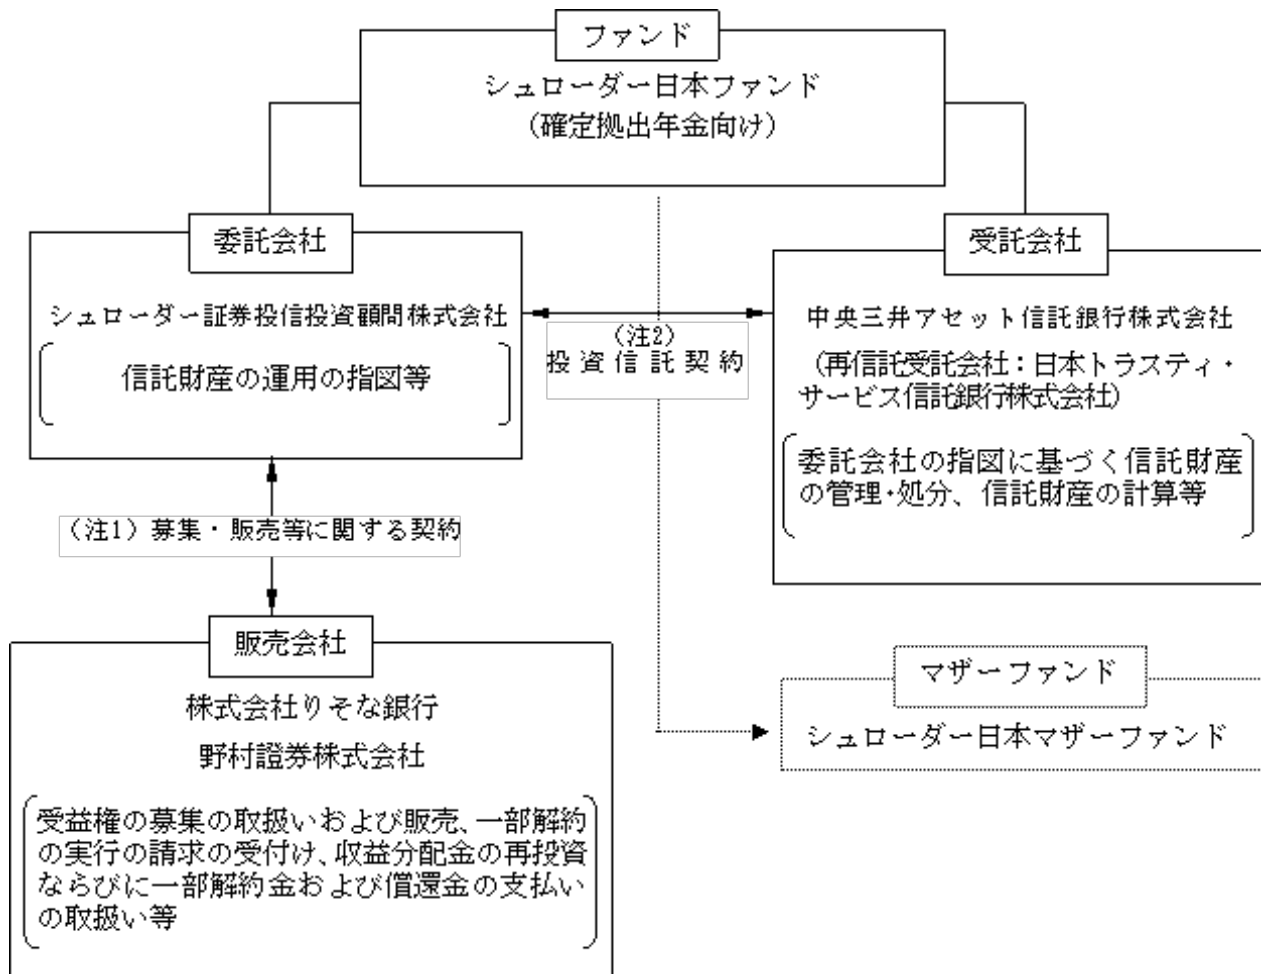 ファンド
シュローダー日本ファンド
（確定拠出年金向け）
委託会社
シュローダー証券投信投資顧問株式会社
信託財産の運用の指図等
（注2）
投資信託契約
受託会社
中央三井アセット信託銀行株式会社
（再信託受託会社：日本トラスティ・
サービス信託銀行株式会社）
委託会社の指図に基づく信託財産
の管理・処分、信託財産の計算等
（注1）募集・販売等に関する契約
販売会社
株式会社りそな銀行
野村證券株式会社
受益権の募集の取扱いおよび販売、一部解約
の実行の請求の受付け、収益分配金の再投資
ならびに一部解約金および償還金の支払い
の取扱い等
マザーファンド
シュローダー日本マザーファンド